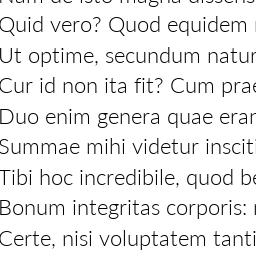 Nam de isto magna dissens
Quid vero? Quod equidem
Ut optime, secundum natur
Cur id non ita fit? Cum prae
Duo enim genera quae erar
Summae mihi videtur inscit
Tibi hoc incredibile, quod be
Bonum integritas corporis:
Certe, nisi voluptatem tanti